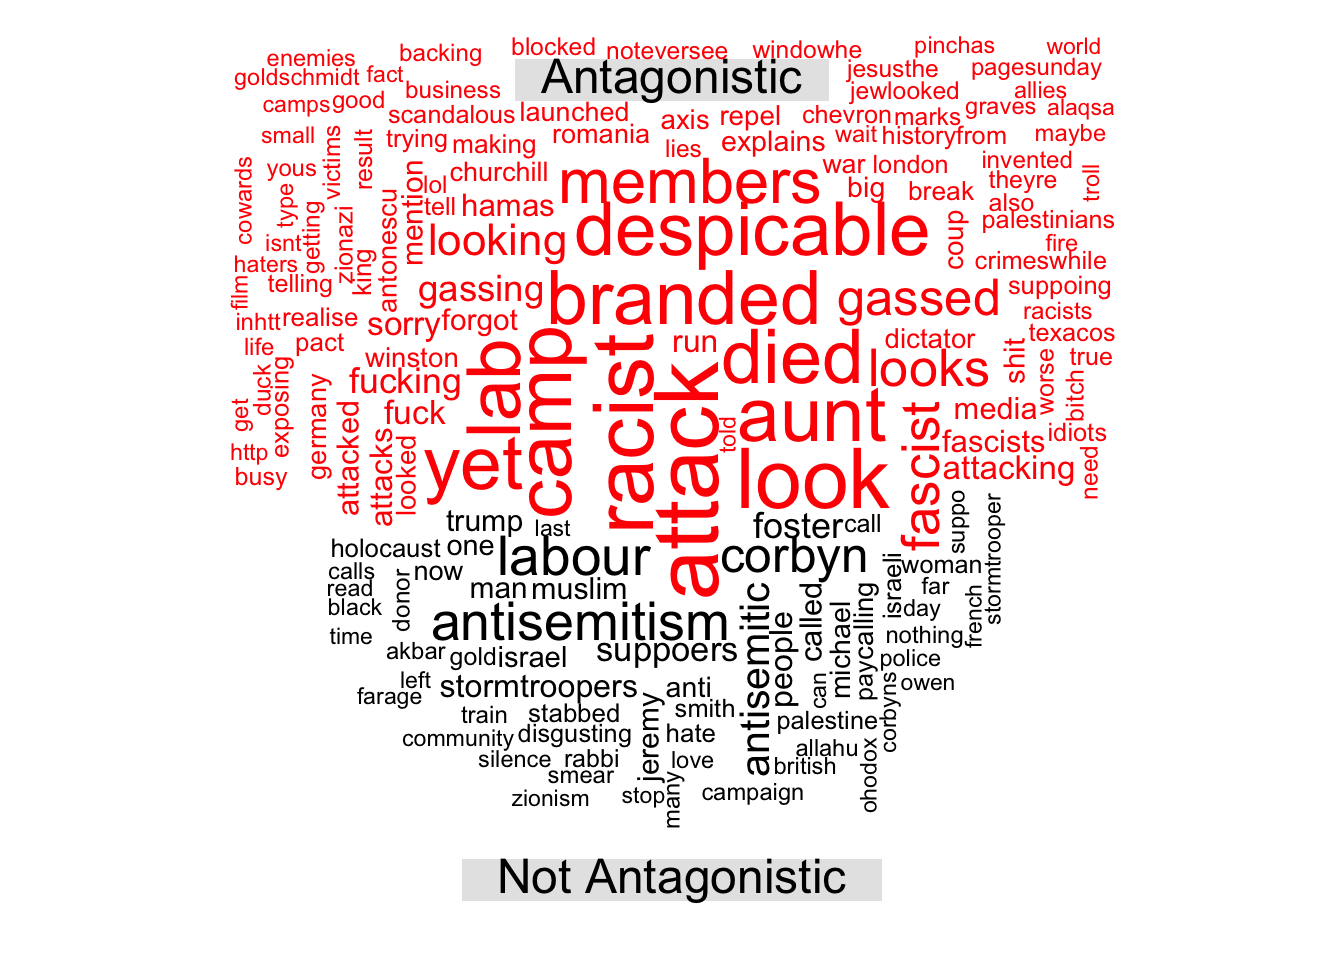 enemies backing blocked noteversee windowhe pinchas world
goldschmidt fact Antagonistic jesusthe pagesunday
camps good business jewlooked allies
scandalous launched axis repel chevron marks graves alaqsa
small victims result trying making romania lies explains wait historyfrom maybe
yous churchill members war london invented troll
cowards type mention lol big break theyre
tell hamas also
isnt getting zionazi antonescu looking despicable coup palestinians
fire
haters king crimeswhile
film telling gassing branded gassed suppoing
inhtt realise sorry forgot racists
life pact run dictator texacos
winston died looks shit true
duck exposing fucking lab camp racist attack worse bitch
get germany attacked fuck aunt fascist media
told fascists idiots
http attacks looked yet look attacking need
busy
trump last foster call suppo stormtrooper
holocaust one labour corbyn
calls now woman
read donor man muslim israeli far
black antisemitism antisemitic called day french
time people michael paycalling nothing
akbar gold israel suppoers police
left stormtroopers anti can owen
farage
train stabbed jeremy smith palestine corbyns
community disgusting hate
silence rabbi love allahu ohodox
smear british
zionism stop many campaign
Not Antagonistic